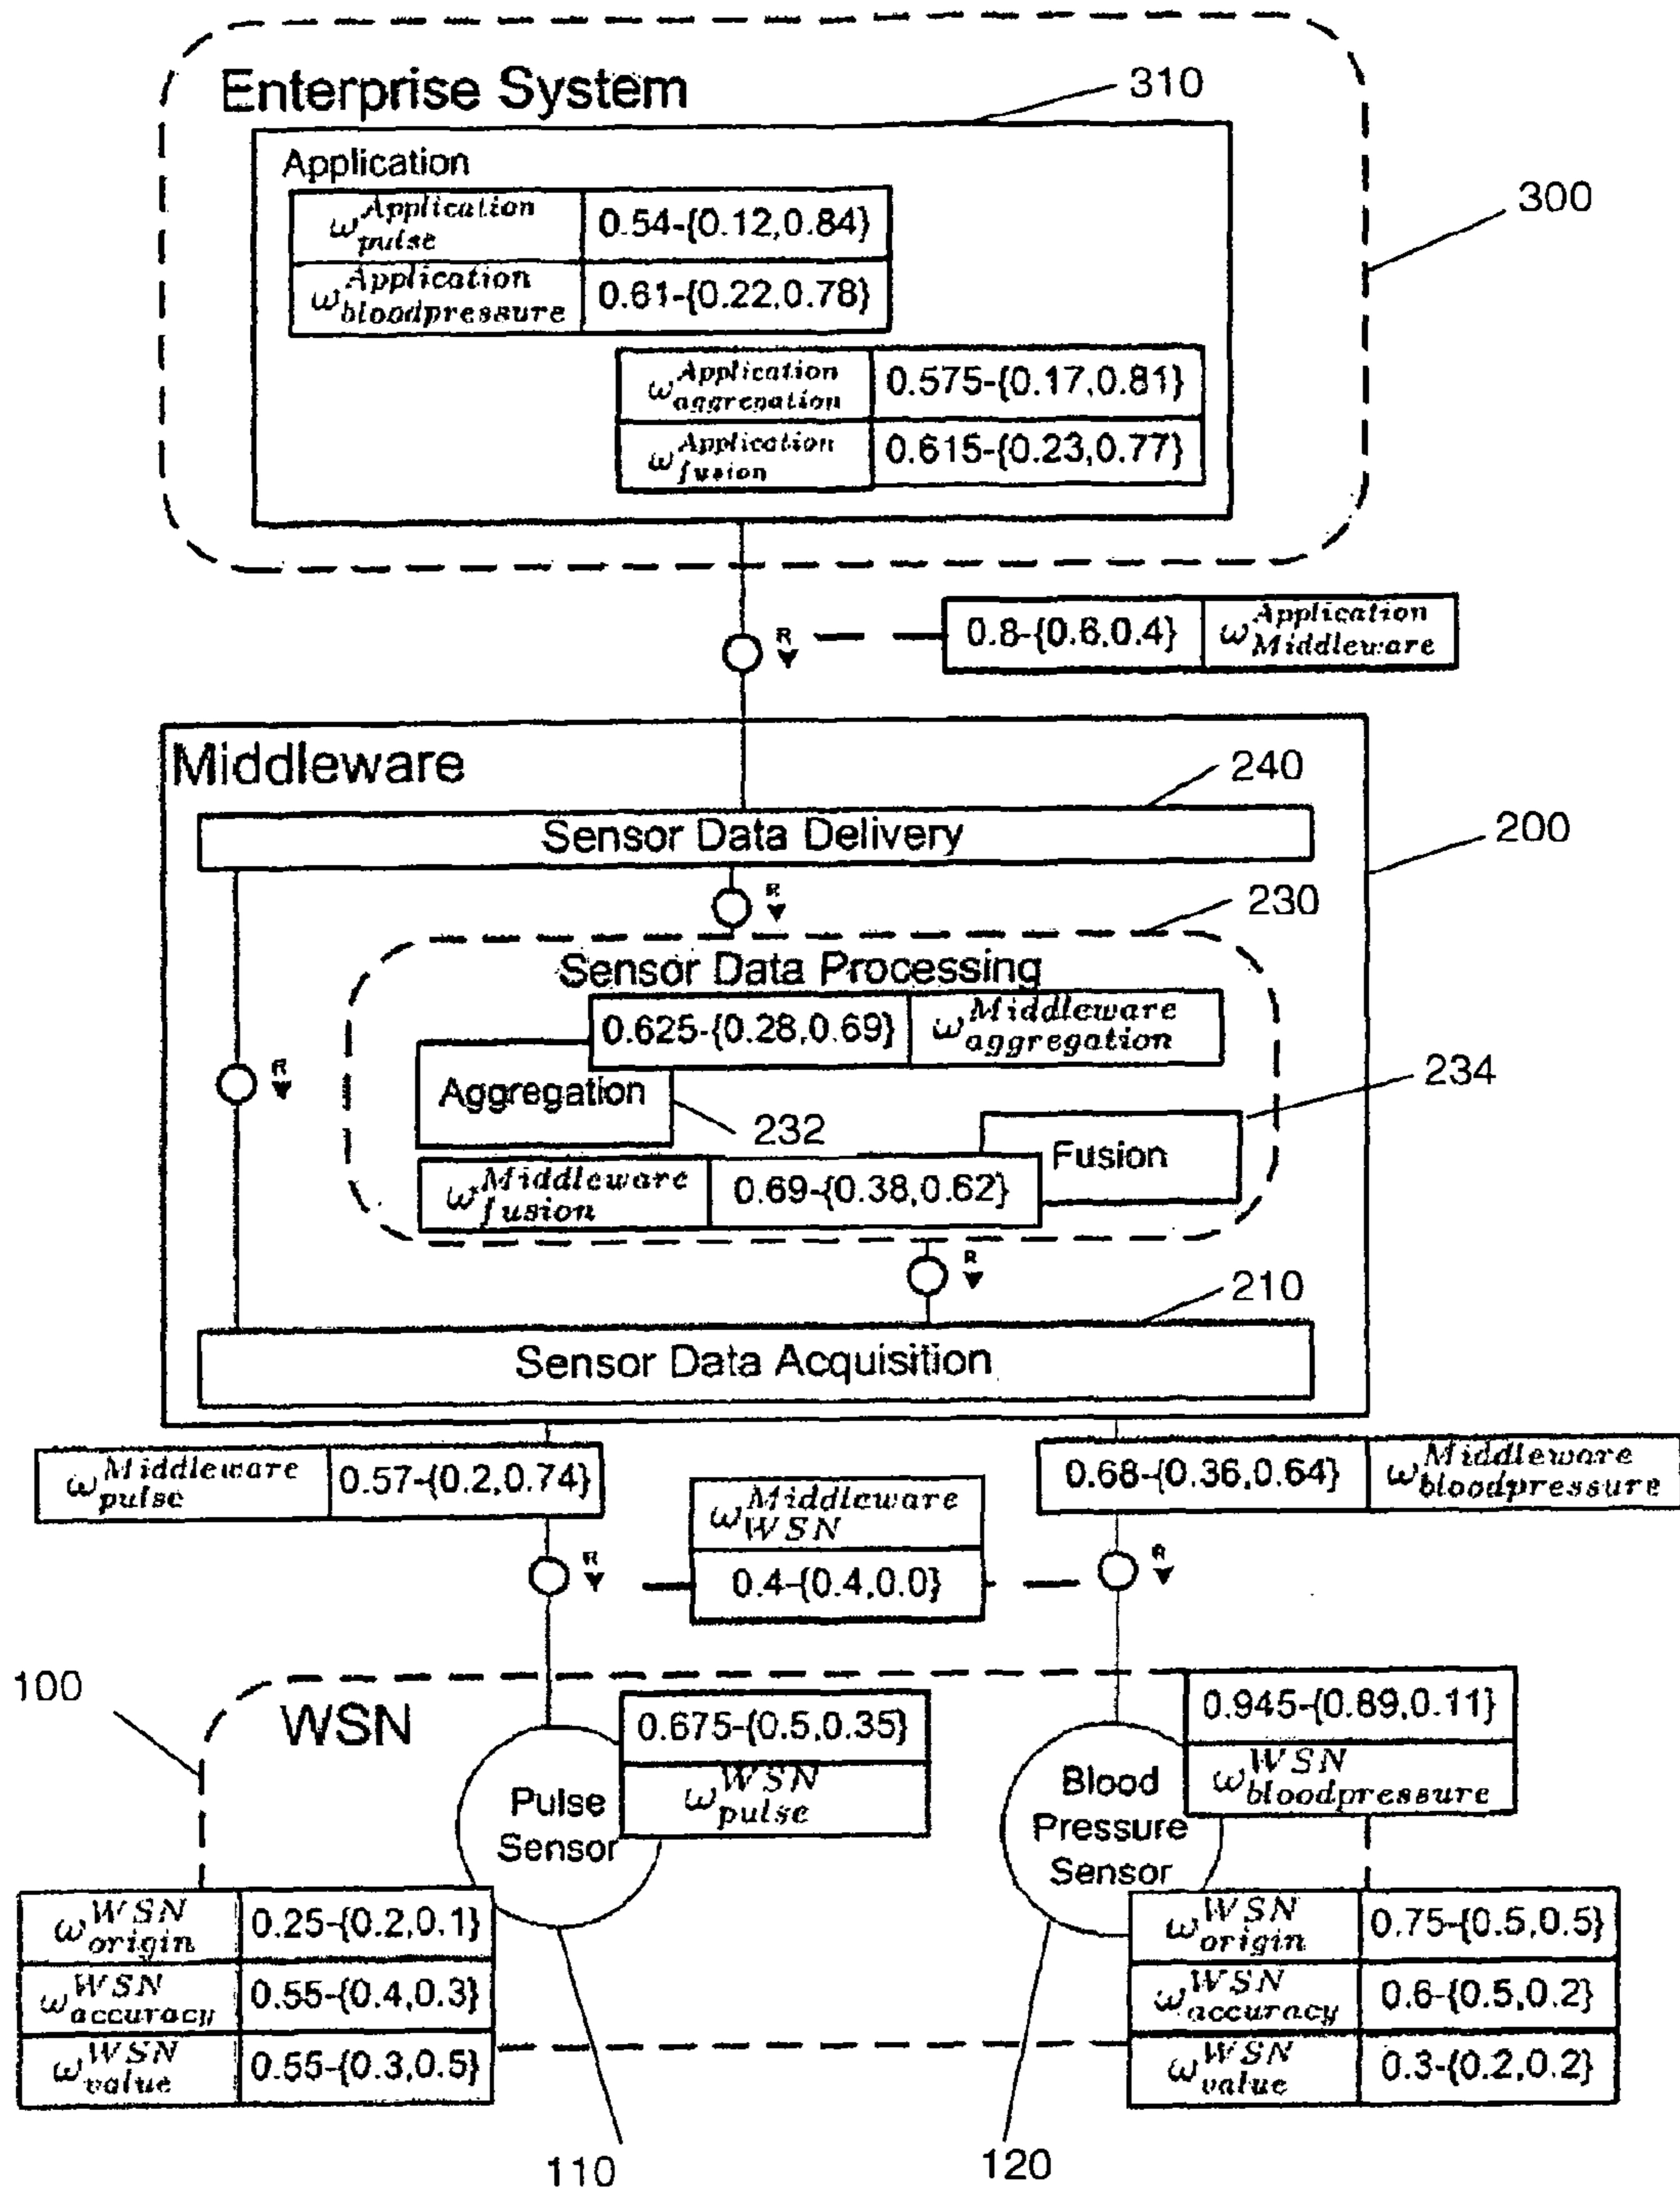 Enterprise System
310
Application
ω Application pulse 0.54-{0.12,0.84}
300
ω Application bloodpressure 0.61-{0.22,0.78}
ω Application aggregation 0.575-{0.17,0.81}
ω Application fusion 0.615-{0.23,0.77}
R
0.8-{0.6,0.4} ω Application Middleware
Middleware
240
Sensor Data Delivery
200
R
230
Sensor Data Processing
0.625-{0.28,0.69} ω Middleware aggregation
R
Aggregation
234
232
Fusion
ω Middleware fusion 0.69-{0.38,0.62}
R
210
Sensor Data Acquisition
ω Middleware pulse 0.57-{0.2,0.74}
0.68-{0.36,0.64} ω Middleware bloodpressure
ω Middleware WSN
R
R
0.4-{0.4,0.0}
100
WSN
0.675-{0.5,0.35}
ω WSN pulse
0.945-{0.89,0.11}
ω WSN bloodpressure
Pulse
Sensor
Blood
Pressure
Sensor
ω WSN origin 0.25-{0.2,0.1}
ω WSN accuracy 0.55-{0.4,0.3}
ω WSN value 0.55-{0.3,0.5}
ω WSN origin 0.75-{0.5,0.5}
ω WSN accuracy 0.6-{0.5,0.2}
ω WSN value 0.3-{0.2,0.2}
110
120